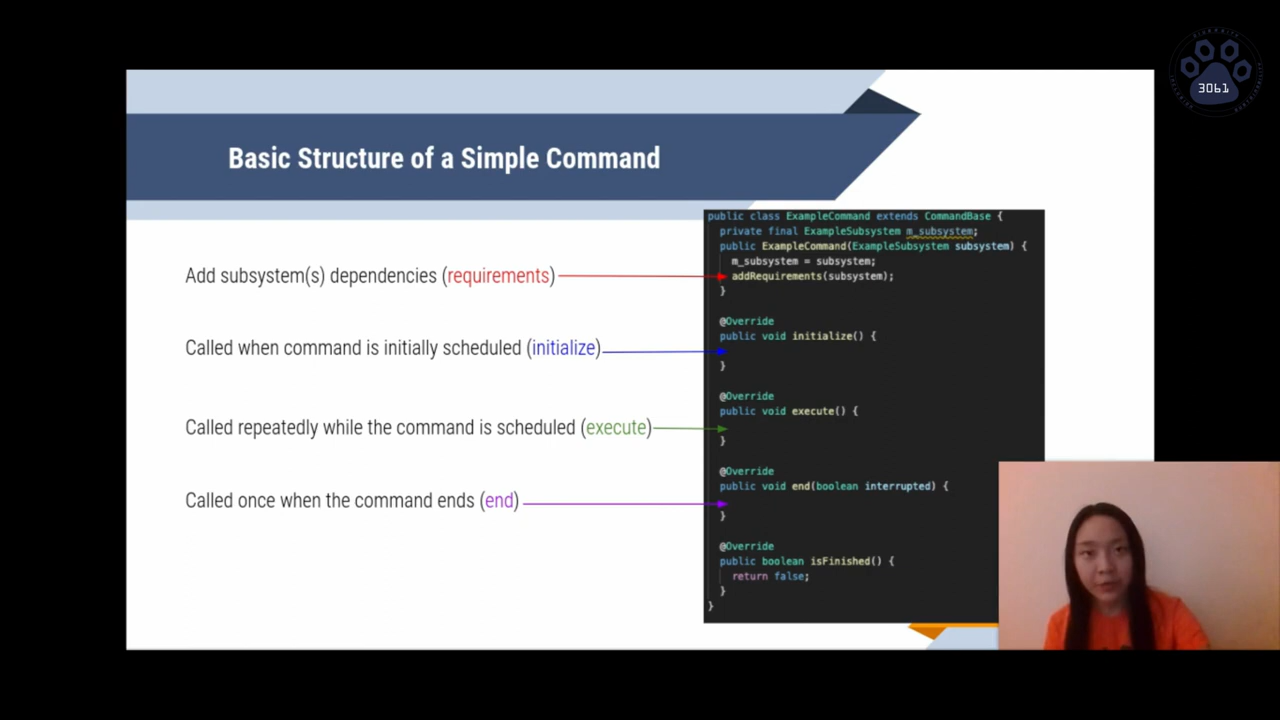 3061
Basic Structure of a Simple Command
Add subsystem(s) dependencies (requirements)
Called when command is initially scheduled (initialize)
Called repeatedly while the command is scheduled (execute)
Called once when the command ends (end)
public class ExampleCommand extends CommandBase {
private final ExampleSubsystem m_subsystem;
public ExampleCommand(ExampleSubsystem subsystem) {
m_subsystem = subsystem;
addRequirements(subsystem);
}
@Override
public void initialize() {
}
@Override
public void execute() {
}
@Override
public void end(boolean interrupted) {
}
@Override
public boolean isFinished() {
return false;
}
}